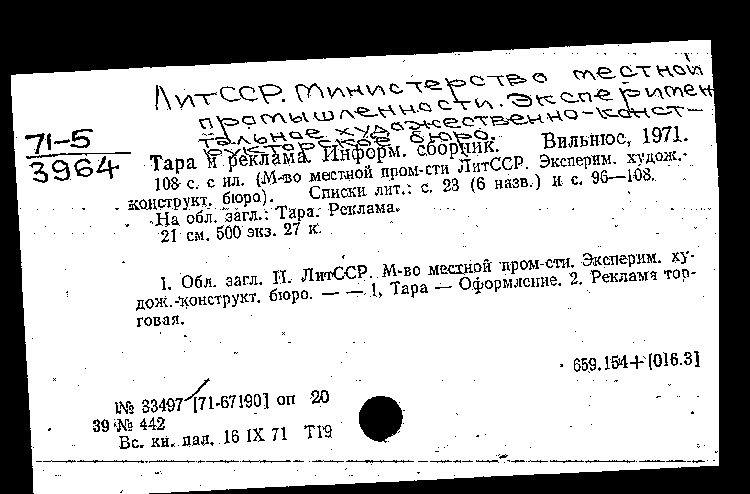 ЛитССР. Министерство местной
промышленности. Эксперимен
тальное художественно-конст-
рукторское бюро.
71-5
3964
Тара и реклама. Информ. сборник. Вильнюс, 1971.
108 с. с ил. (М-во местной пром-сти ЛитССР. Эксперим. худож.-
конструкт. бюро). Списки лит.: с. 23 (6 назв.) и с. 96—108.
На обл. загл.: Тара. Реклама.
21 см. 500 экз. 27 к.
I. Обл. загл. II. ЛитССР. М-во местной пром-сти. Эксперим. ху-
дож.-конструкт. бюро. — — 1. Тара — Оформление. 2. Реклама тор-
говая.
659.154+[016.3]
№ 33497 [71-67190] оп 20
39 № 442
Вс. кн. пал. 16 IX 71 Т19